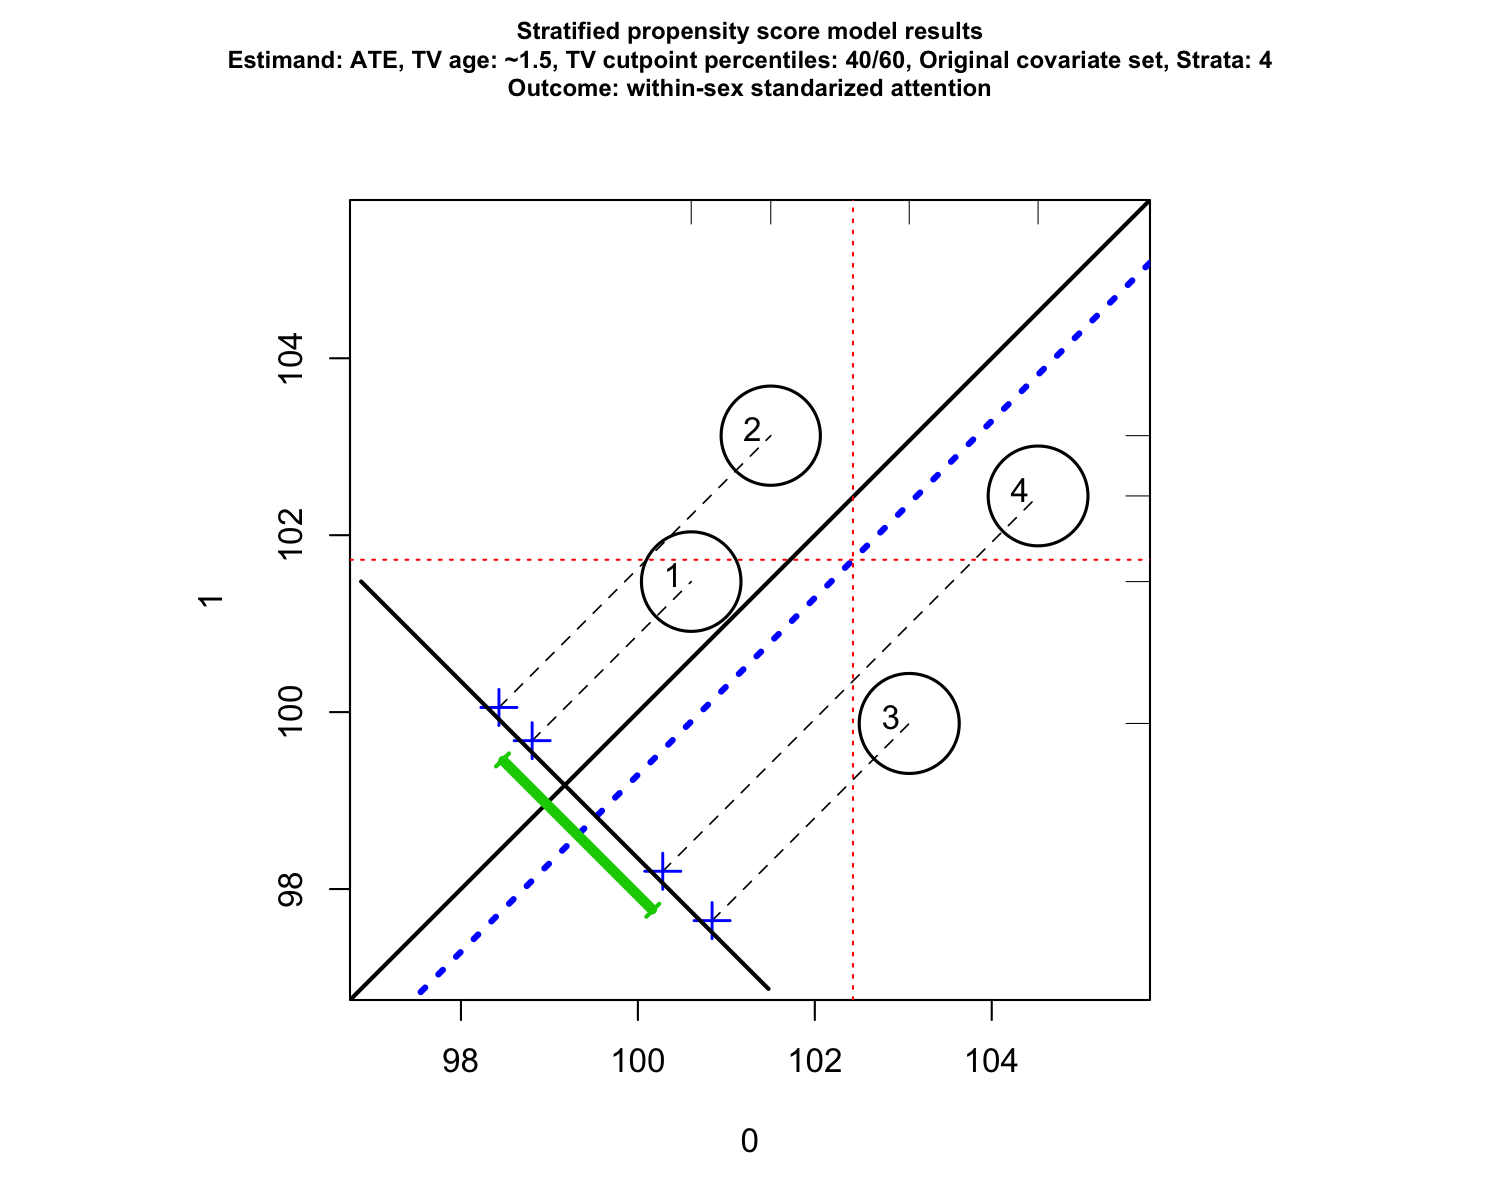 Stratified propensity score model results
Estimand: ATE, TV age: ~1.5, TV cutpoint percentiles: 40/60, Original covariate set, Strata: 4
Outcome: within-sex standarized attention
104
102
100
98
1
2
4
1
3
98 100 102 104
0